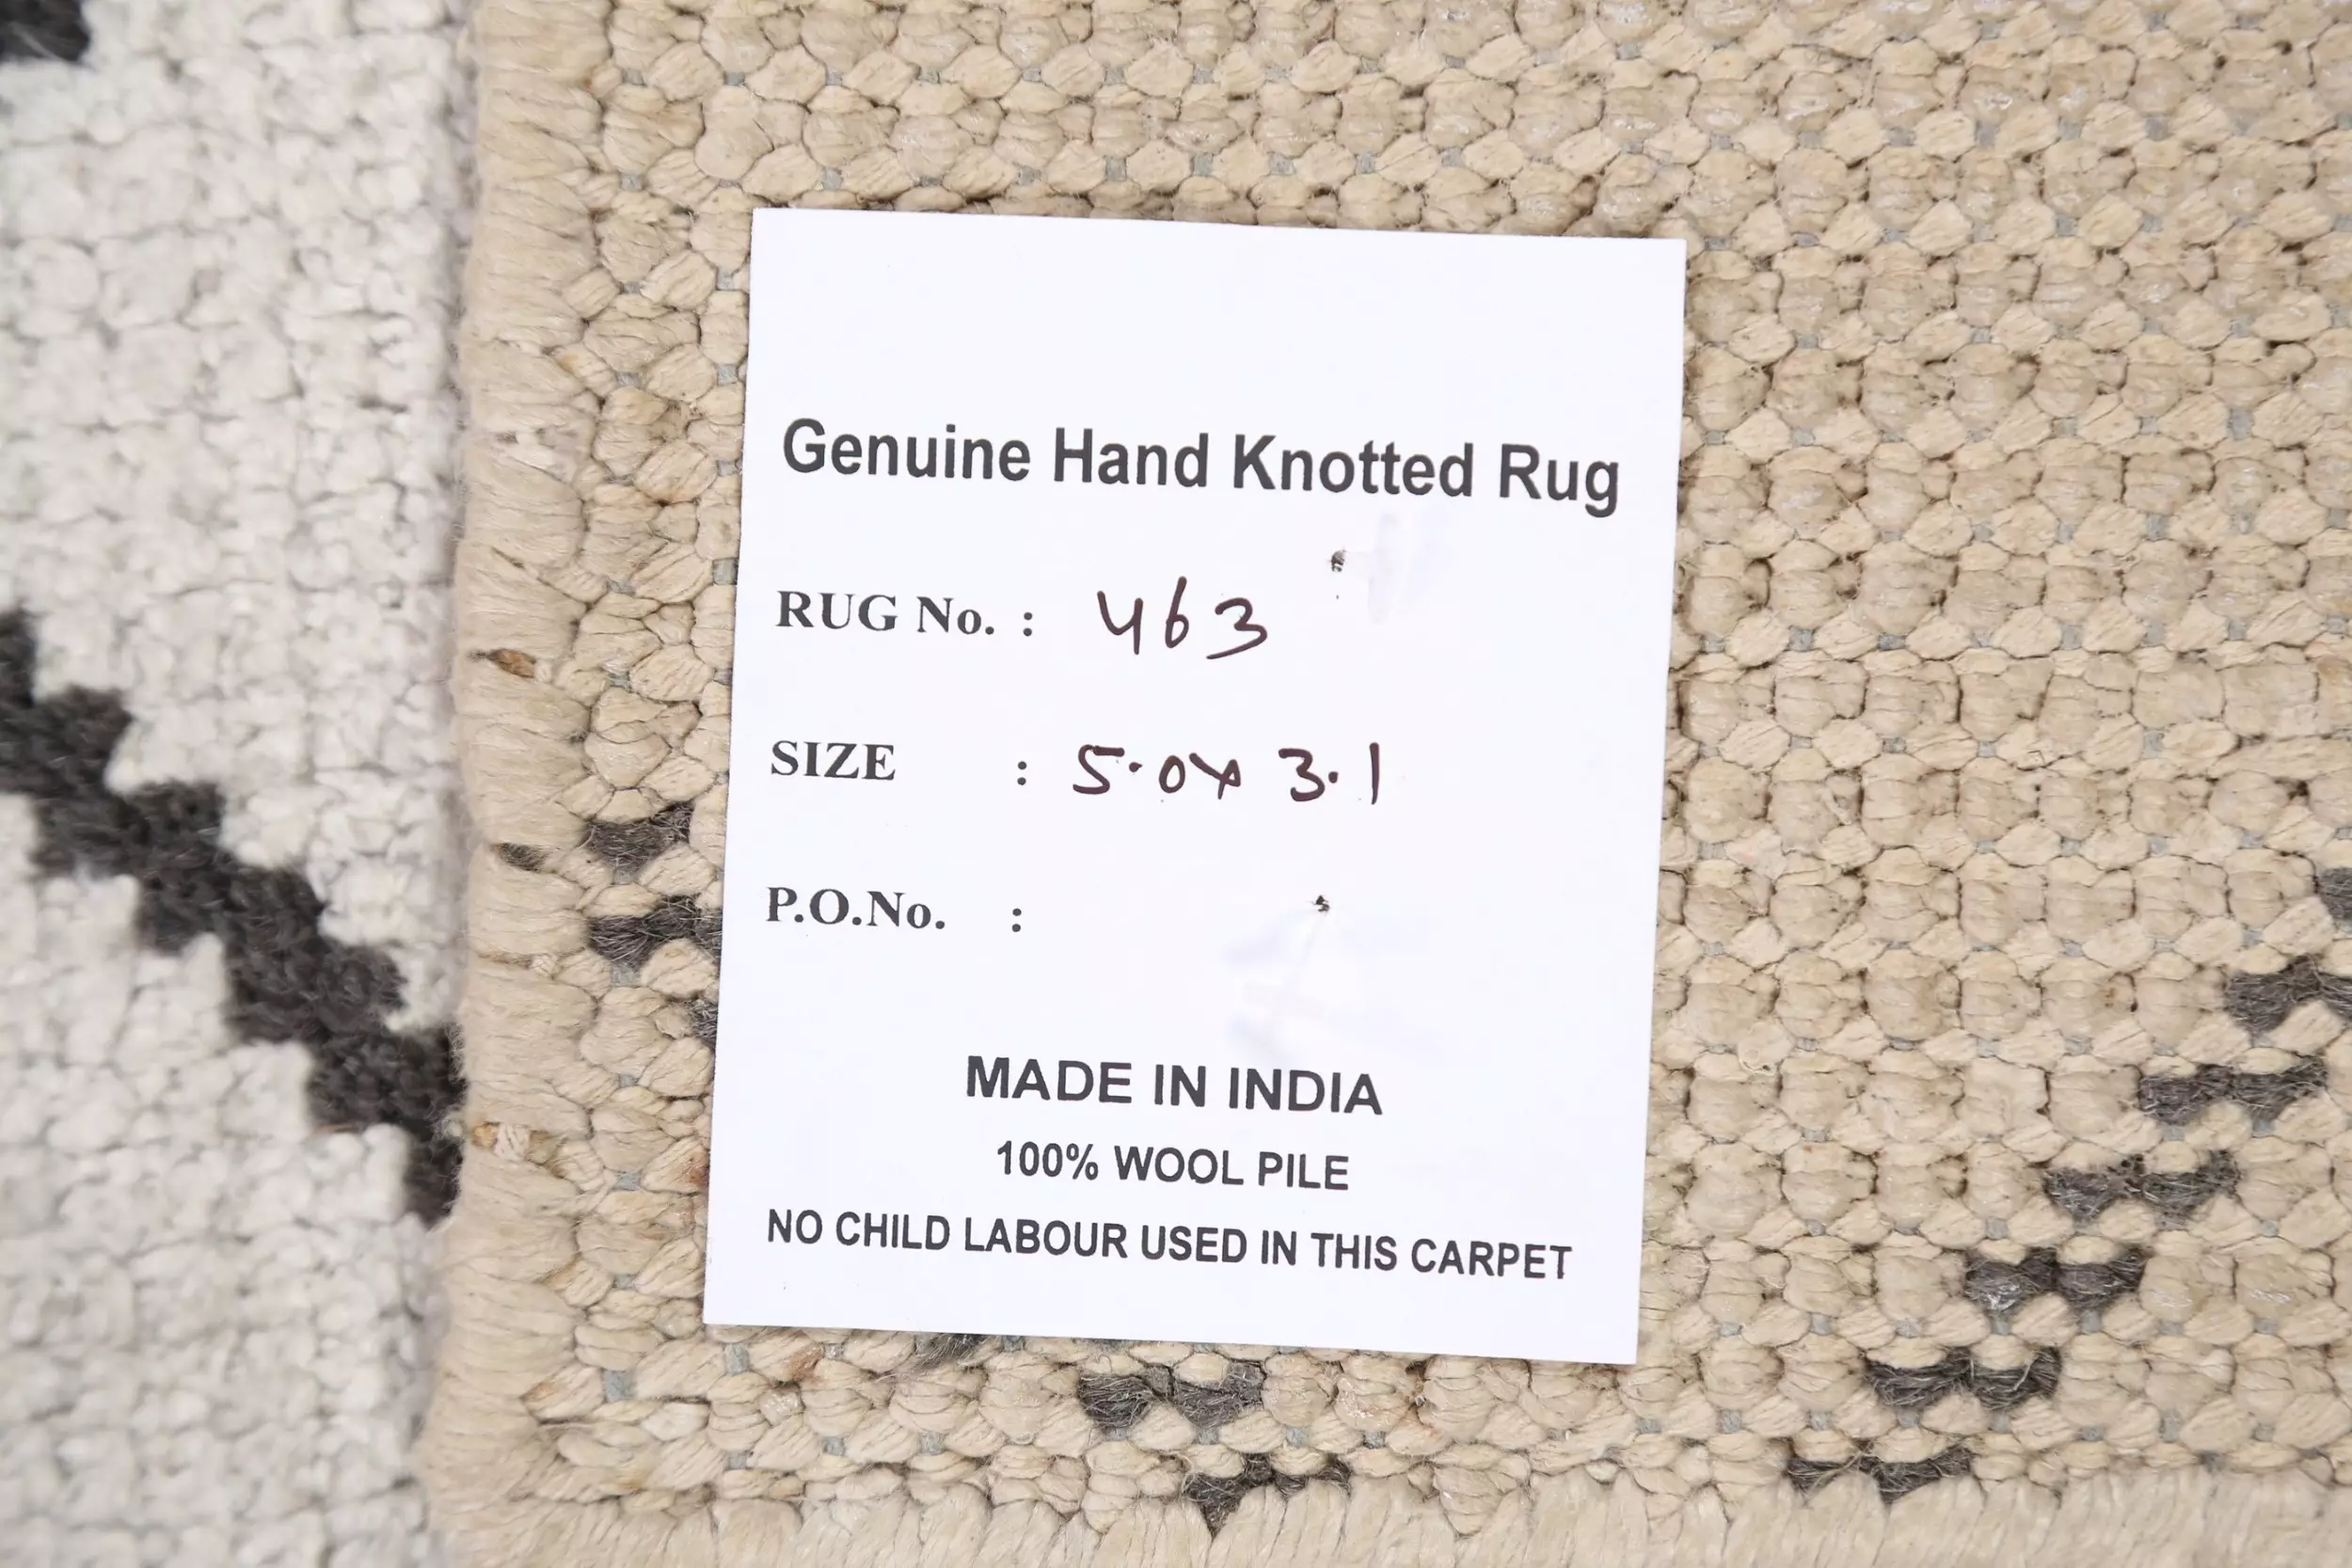 Genuine Hand Knotted Rug
RUG No. : 463
SIZE : 5.0x 3.1
P.O.No. :
MADE IN INDIA
100% WOOL PILE
NO CHILD LABOUR USED IN THIS CARPET